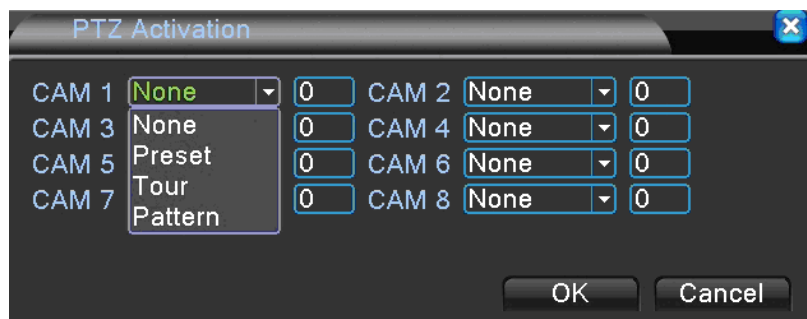 PTZ Activation
CAM 1 None 0 CAM 2 None 0
CAM 3 None 0 CAM 4 None 0
CAM 5 Preset 0 CAM 6 None 0
Tour
CAM 7 0 CAM 8 None 0
Pattern
OK Cancel